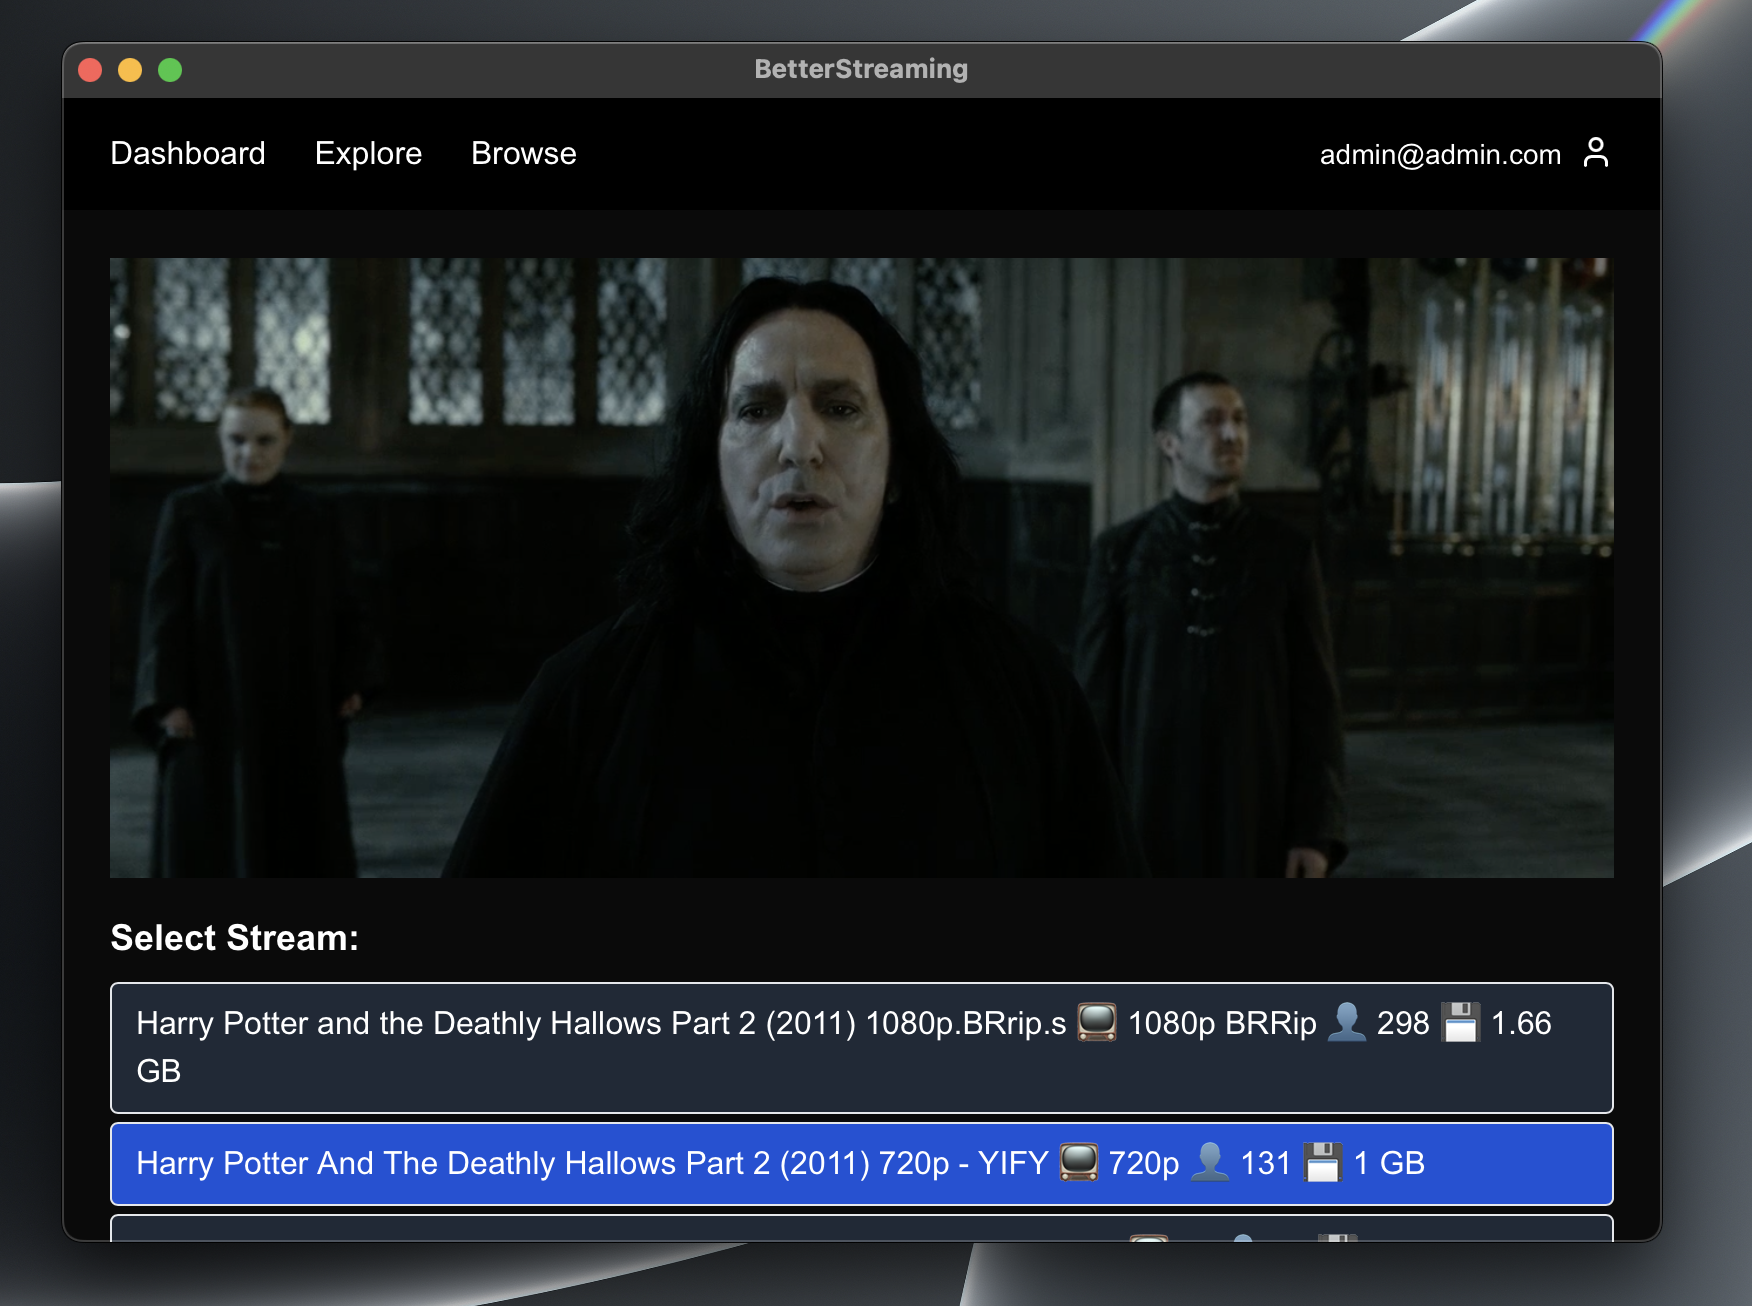 BetterStreaming
Dashboard Explore Browse admin@admin.com
Select Stream:
Harry Potter and the Deathly Hallows Part 2 (2011) 1080p.BRrip.s 📺 1080p BRRip 👤 298 💾 1.66
GB
Harry Potter And The Deathly Hallows Part 2 (2011) 720p - YIFY 📺 720p 👤 131 💾 1 GB